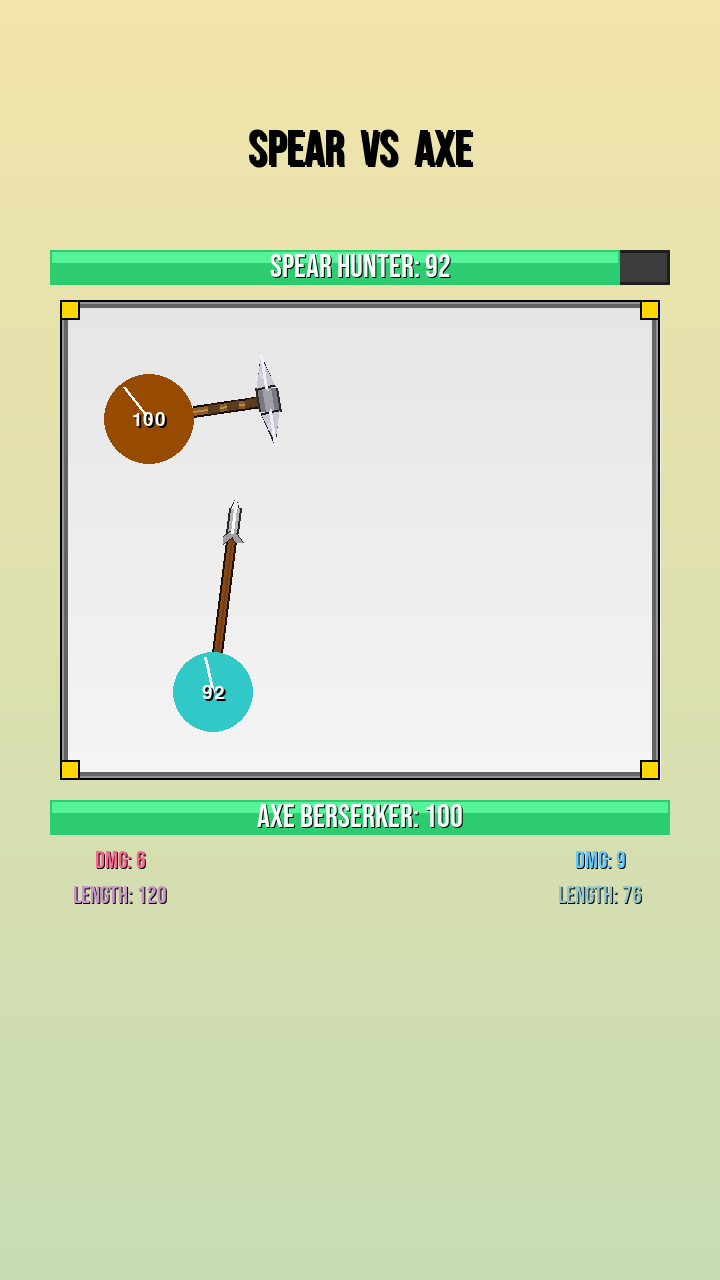 SPEAR VS AXE
SPEAR HUNTER: 92
100
92
AXE BERSERKER: 100
DMG: 6
DMG: 9
LENGTH: 120
LENGTH: 76